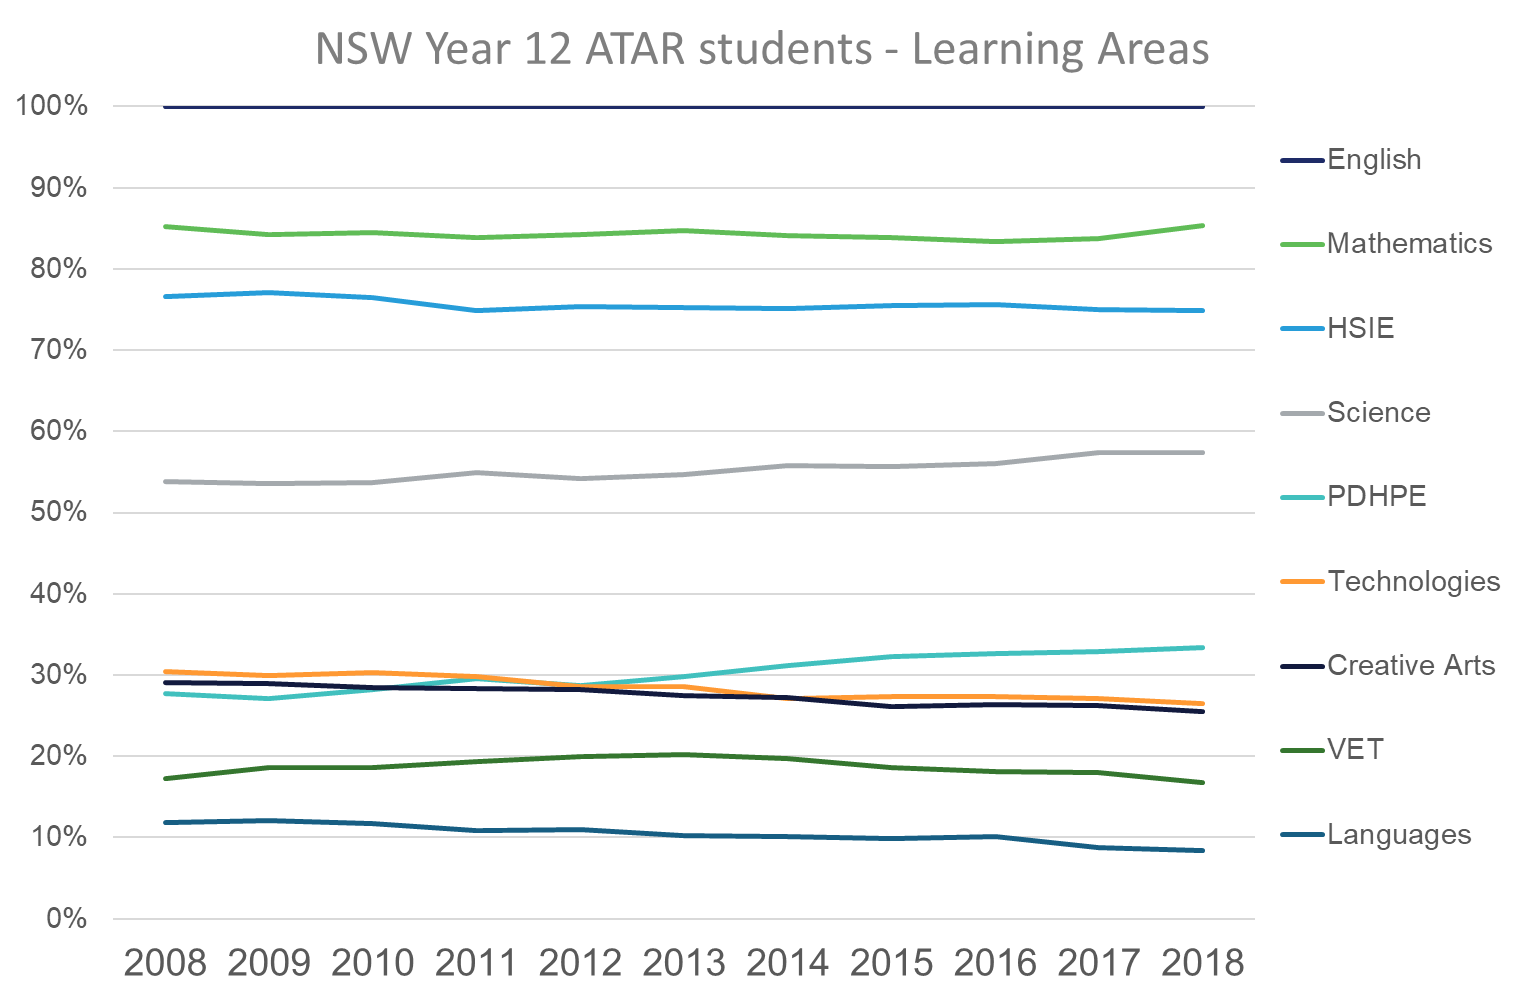 NSW Year 12 ATAR students - Learning Areas
100%
90%
80%
70%
60%
50%
40%
30%
20%
10%
0%
2008 2009 2010 2011 2012 2013 2014 2015 2016 2017 2018
English
Mathematics
HSIE
Science
PDHPE
Technologies
Creative Arts
VET
Languages